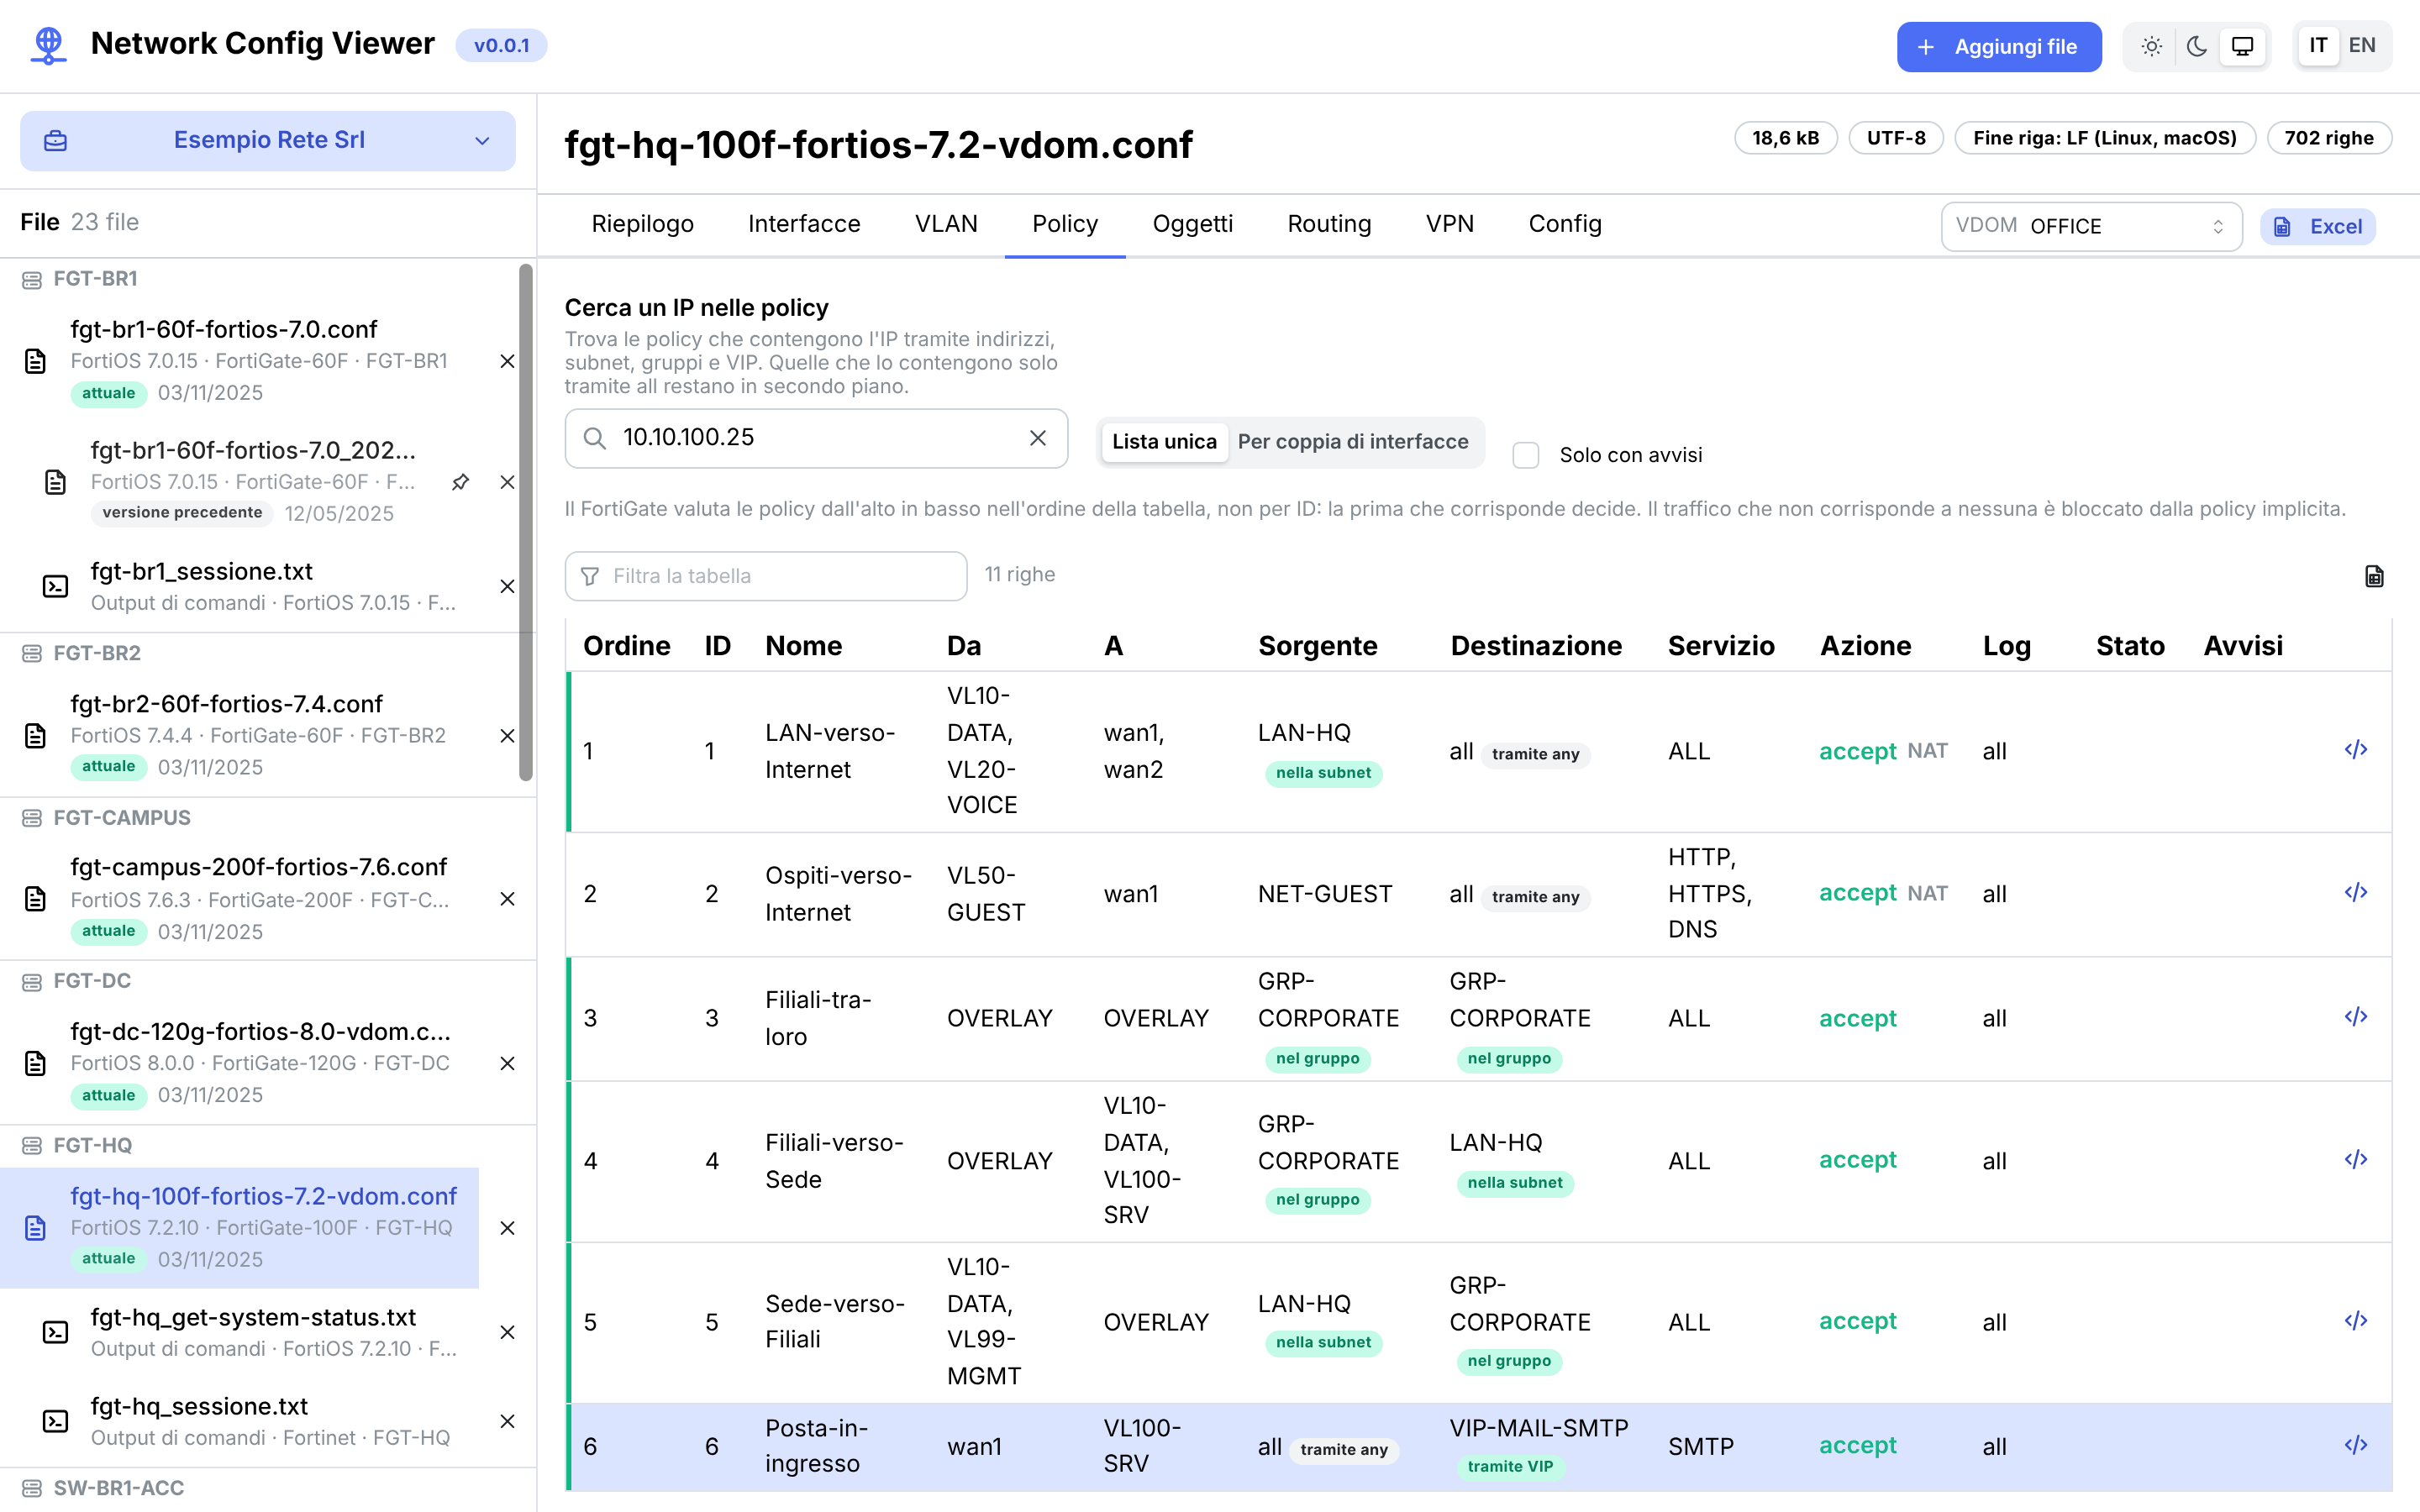 Network Config Viewer v0.0.1
Aggiungi file
IT EN
Esempio Rete Srl
File 23 file
FGT-BR1
fgt-br1-60f-fortios-7.0.conf
FortiOS 7.0.15 · FortiGate-60F · FGT-BR1
attuale 03/11/2025
fgt-br1-60f-fortios-7.0_202...
FortiOS 7.0.15 · FortiGate-60F · F...
versione precedente 12/05/2025
fgt-br1_sessione.txt
Output di comandi · FortiOS 7.0.15 · F...
FGT-BR2
fgt-br2-60f-fortios-7.4.conf
FortiOS 7.4.4 · FortiGate-60F · FGT-BR2
attuale 03/11/2025
FGT-CAMPUS
fgt-campus-200f-fortios-7.6.conf
FortiOS 7.6.3 · FortiGate-200F · FGT-C...
attuale 03/11/2025
FGT-DC
fgt-dc-120g-fortios-8.0-vdom.c...
FortiOS 8.0.0 · FortiGate-120G · FGT-DC
attuale 03/11/2025
FGT-HQ
fgt-hq-100f-fortios-7.2-vdom.conf
FortiOS 7.2.10 · FortiGate-100F · FGT-HQ
attuale 03/11/2025
fgt-hq_get-system-status.txt
Output di comandi · FortiOS 7.2.10 · F...
fgt-hq_sessione.txt
Output di comandi · Fortinet · FGT-HQ
SW-BR1-ACC
fgt-hq-100f-fortios-7.2-vdom.conf
18,6 kB UTF-8 Fine riga: LF (Linux, macOS) 702 righe
Riepilogo Interfacce VLAN Policy Oggetti Routing VPN Config
VDOM OFFICE
Excel
Cerca un IP nelle policy
Trova le policy che contengono l'IP tramite indirizzi,
subnet, gruppi e VIP. Quelle che lo contengono solo
tramite all restano in secondo piano.
10.10.100.25
Lista unica Per coppia di interfacce
Solo con avvisi
Il FortiGate valuta le policy dall'alto in basso nell'ordine della tabella, non per ID: la prima che corrisponde decide. Il traffico che non corrisponde a nessuna è bloccato dalla policy implicita.
Filtra la tabella 11 righe
Ordine ID Nome Da A Sorgente Destinazione Servizio Azione Log Stato Avvisi
1 1 LAN-verso-
Internet
VL10-
DATA,
VL20-
VOICE
wan1,
wan2
LAN-HQ
nella subnet
all tramite any
ALL
accept NAT
all
2 2 Ospiti-verso-
Internet
VL50-
GUEST
wan1
NET-GUEST
all tramite any
HTTP,
HTTPS,
DNS
accept NAT
all
3 3 Filiali-tra-
loro
OVERLAY
OVERLAY
GRP-
CORPORATE
nel gruppo
GRP-
CORPORATE
nel gruppo
ALL
accept
all
4 4 Filiali-verso-
Sede
OVERLAY
VL10-
DATA,
VL100-
SRV
GRP-
CORPORATE
nel gruppo
LAN-HQ
nella subnet
ALL
accept
all
5 5 Sede-verso-
Filiali
VL10-
DATA,
VL99-
MGMT
OVERLAY
LAN-HQ
nella subnet
GRP-
CORPORATE
nel gruppo
ALL
accept
all
6 6 Posta-in-
ingresso
wan1
VL100-
SRV
all tramite any
VIP-MAIL-SMTP
tramite VIP
SMTP
accept
all